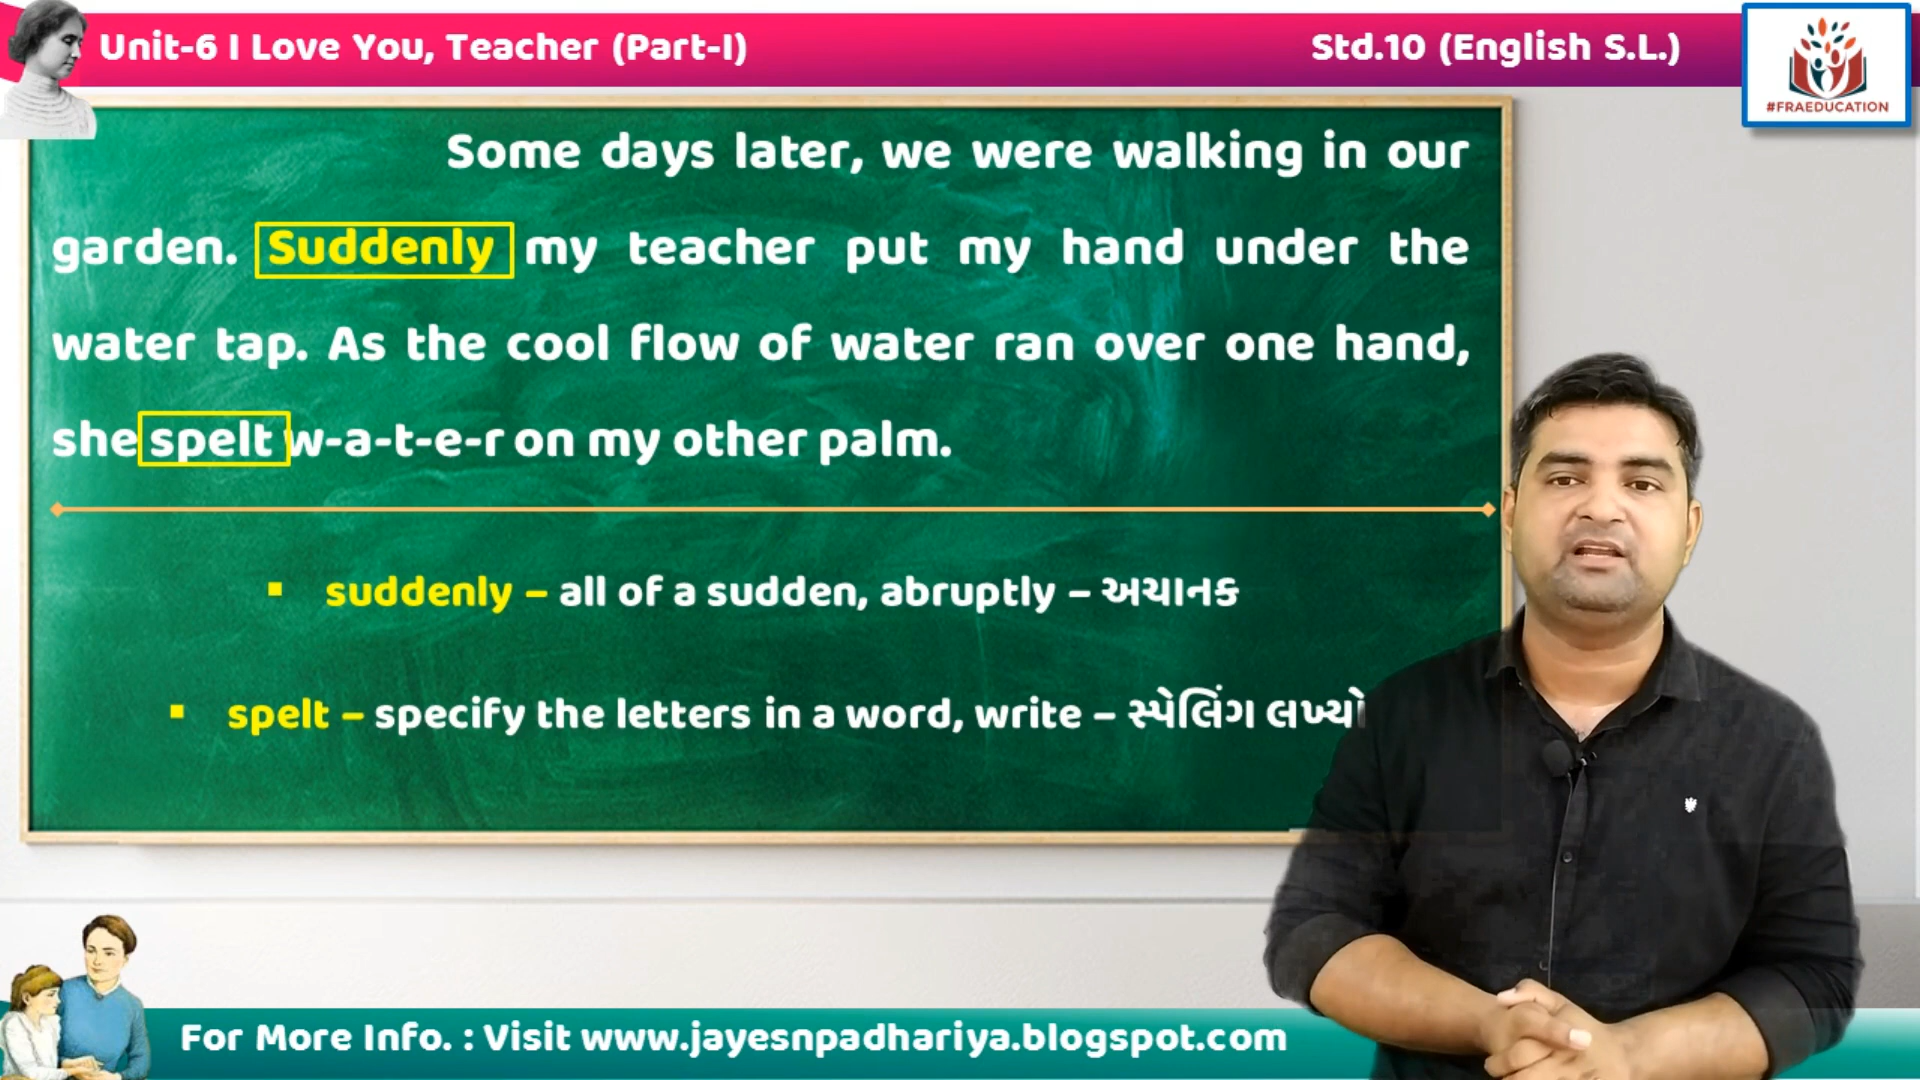 Unit-6 I Love You, Teacher (Part-I)
Std.10 (English S.L.)
#FRAEDUCATION
Some days later, we were walking in our
garden. Suddenly my teacher put my hand under the
water tap. As the cool flow of water ran over one hand,
she spelt w-a-t-e-r on my other palm.
▪ suddenly – all of a sudden, abruptly – અચાનક
▪ spelt – specify the letters in a word, write – સ્પેલિંગ લખ્યો
For More Info. : Visit www.jayesnpadhariya.blogspot.com